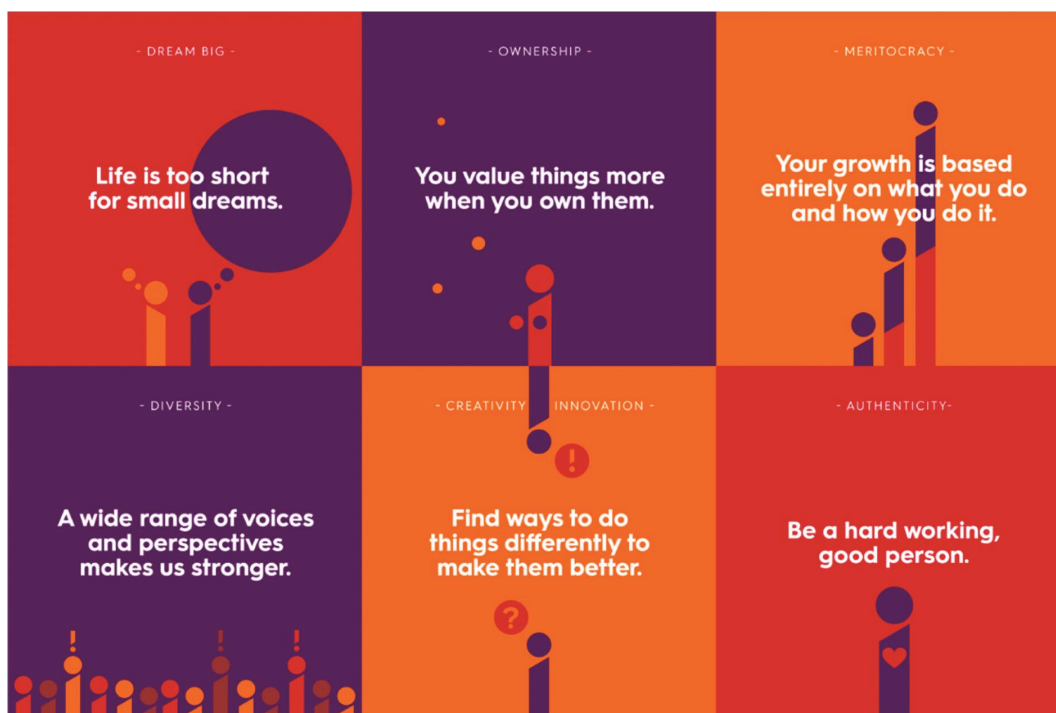 - DREAM BIG -
Life is too short
for small dreams.
- OWNERSHIP -
You value things more
when you own them.
- MERITOCRACY -
Your growth is based
entirely on what you do
and how you do it.
- DIVERSITY -
A wide range of voices
and perspectives
makes us stronger.
! ! !
- CREATIVITY INNOVATION -
!
Find ways to do
things differently to
make them better.
?
- AUTHENTICITY-
Be a hard working,
good person.